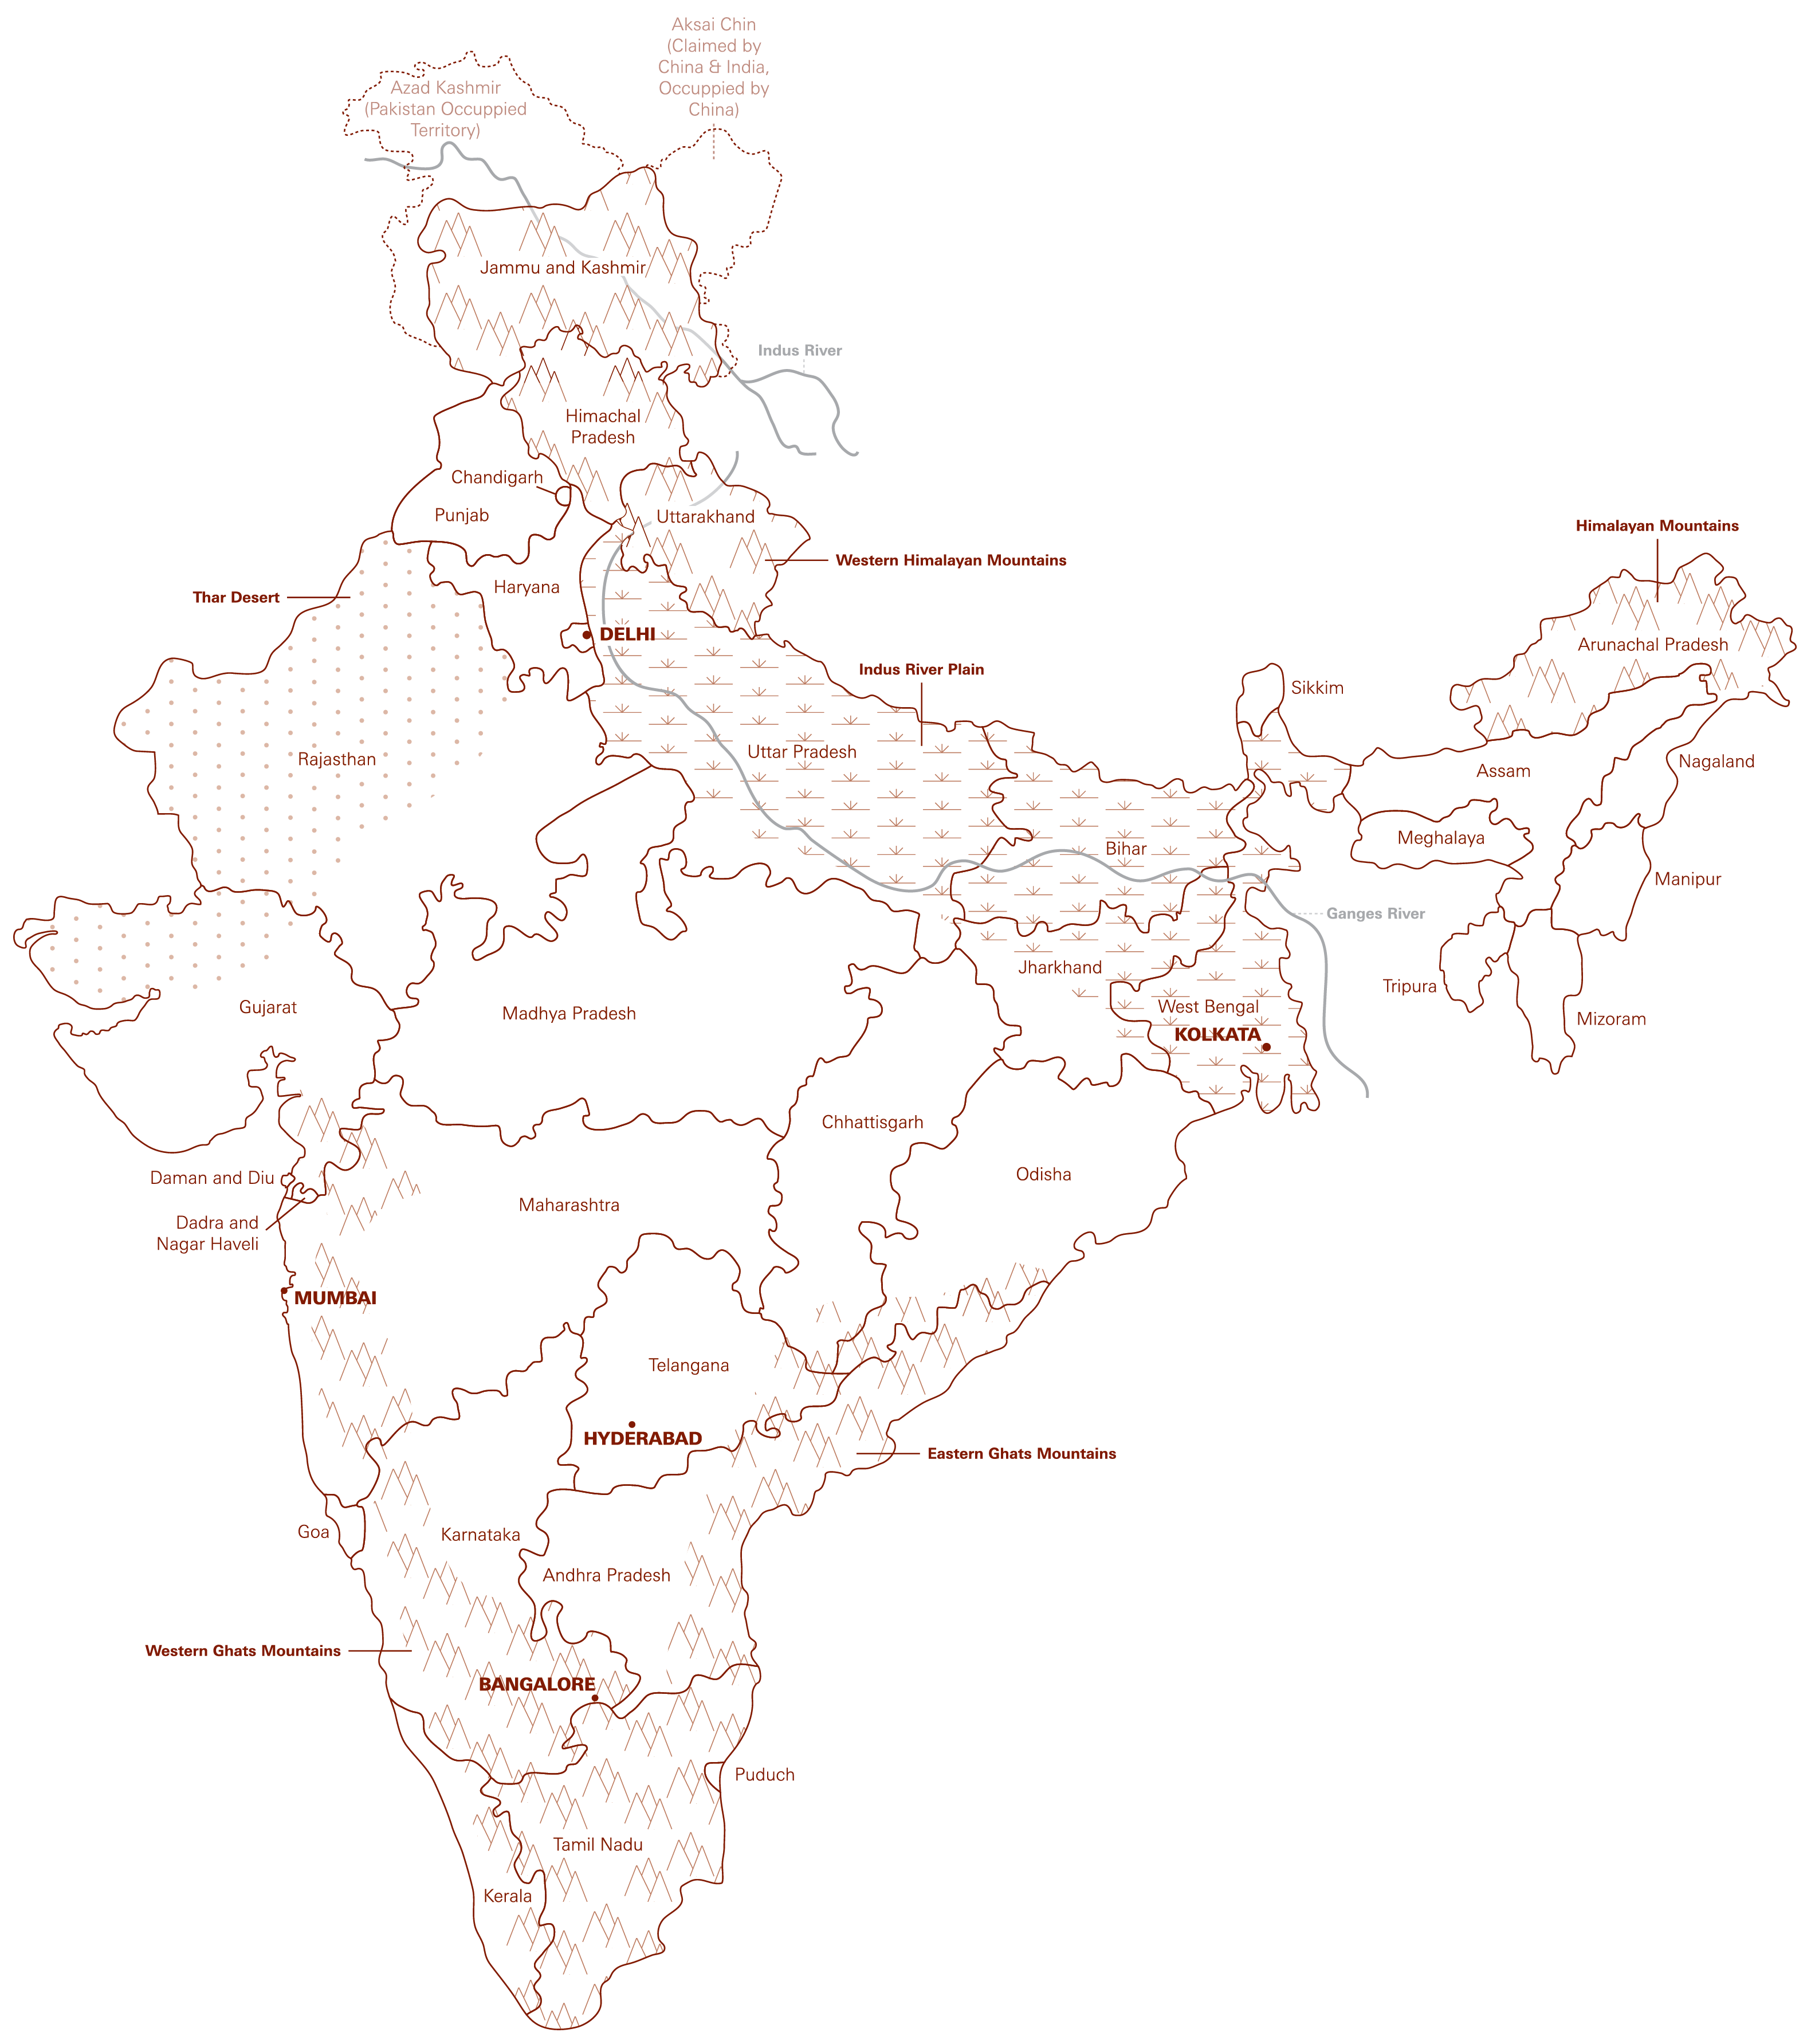 Aksai Chin
(Claimed by
China & India,
Occuppied by
China)
Azad Kashmir
(Pakistan Occuppied
Territory)
Jammu and Kashmir
Indus River
Himachal
Pradesh
Chandigarh
Punjab
Uttarakhand
Himalayan Mountains
Western Himalayan Mountains
Haryana
Thar Desert
DELHI
Arunachal Pradesh
Indus River Plain
Sikkim
Rajasthan
Uttar Pradesh
Assam
Nagaland
Meghalaya
Bihar
Manipur
Ganges River
Jharkhand
Tripura
Gujarat
Madhya Pradesh
West Bengal
Mizoram
KOLKATA
Chhattisgarh
Odisha
Daman and Diu
Maharashtra
Dadra and
Nagar Haveli
MUMBAI
Telangana
HYDERABAD
Eastern Ghats Mountains
Goa
Karnataka
Andhra Pradesh
Western Ghats Mountains
BANGALORE
Puduch
Tamil Nadu
Kerala